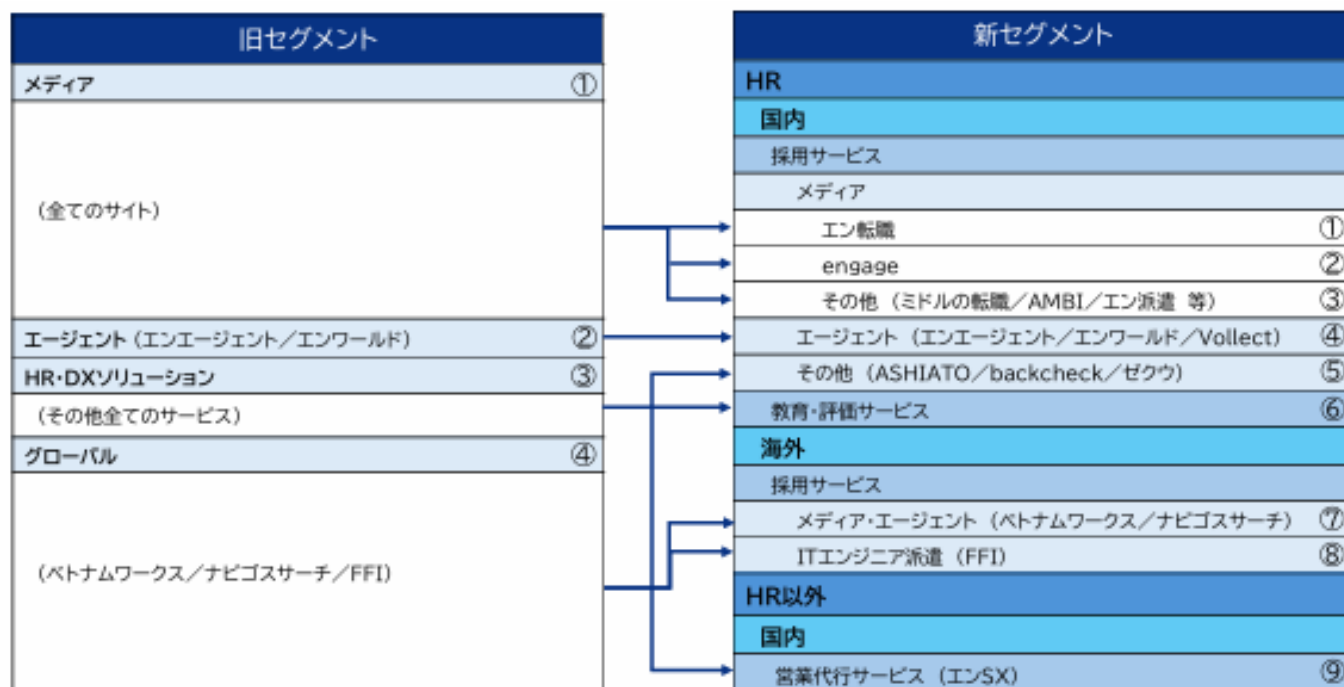 旧セグメント
メディア ①
(全てのサイト)
エージェント (エンエージェント/エンワールド) ②
HR・DXソリューション ③
(その他全てのサービス)
グローバル ④
(ベトナムワークス/ナビゴスサーチ/FFI)
新セグメント
HR
国内
採用サービス
メディア
エン転職 ①
engage ②
その他 (ミドルの転職/AMBI/エン派遣 等) ③
エージェント (エンエージェント/エンワールド/Vollect) ④
その他 (ASHIATO/backcheck/ゼクウ) ⑤
教育・評価サービス ⑥
海外
採用サービス
メディア・エージェント (ベトナムワークス/ナビゴスサーチ) ⑦
ITエンジニア派遣 (FFI) ⑧
HR以外
国内
営業代行サービス (エンSX) ⑨